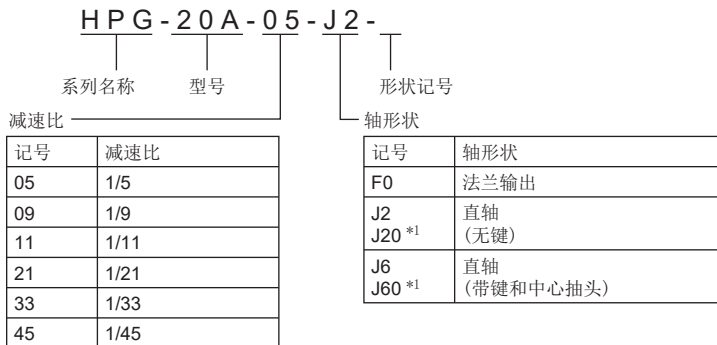 HPG-20A-05-J2-
系列名称 型号 形状记号
减速比 轴形状
记号 减速比
05 1/5
09 1/9
11 1/11
21 1/21
33 1/33
45 1/45
记号 轴形状
F0 法兰输出
J2 直轴
J20 *1 (无键)
J6 直轴
J60 *1 (带键和中心抽头)